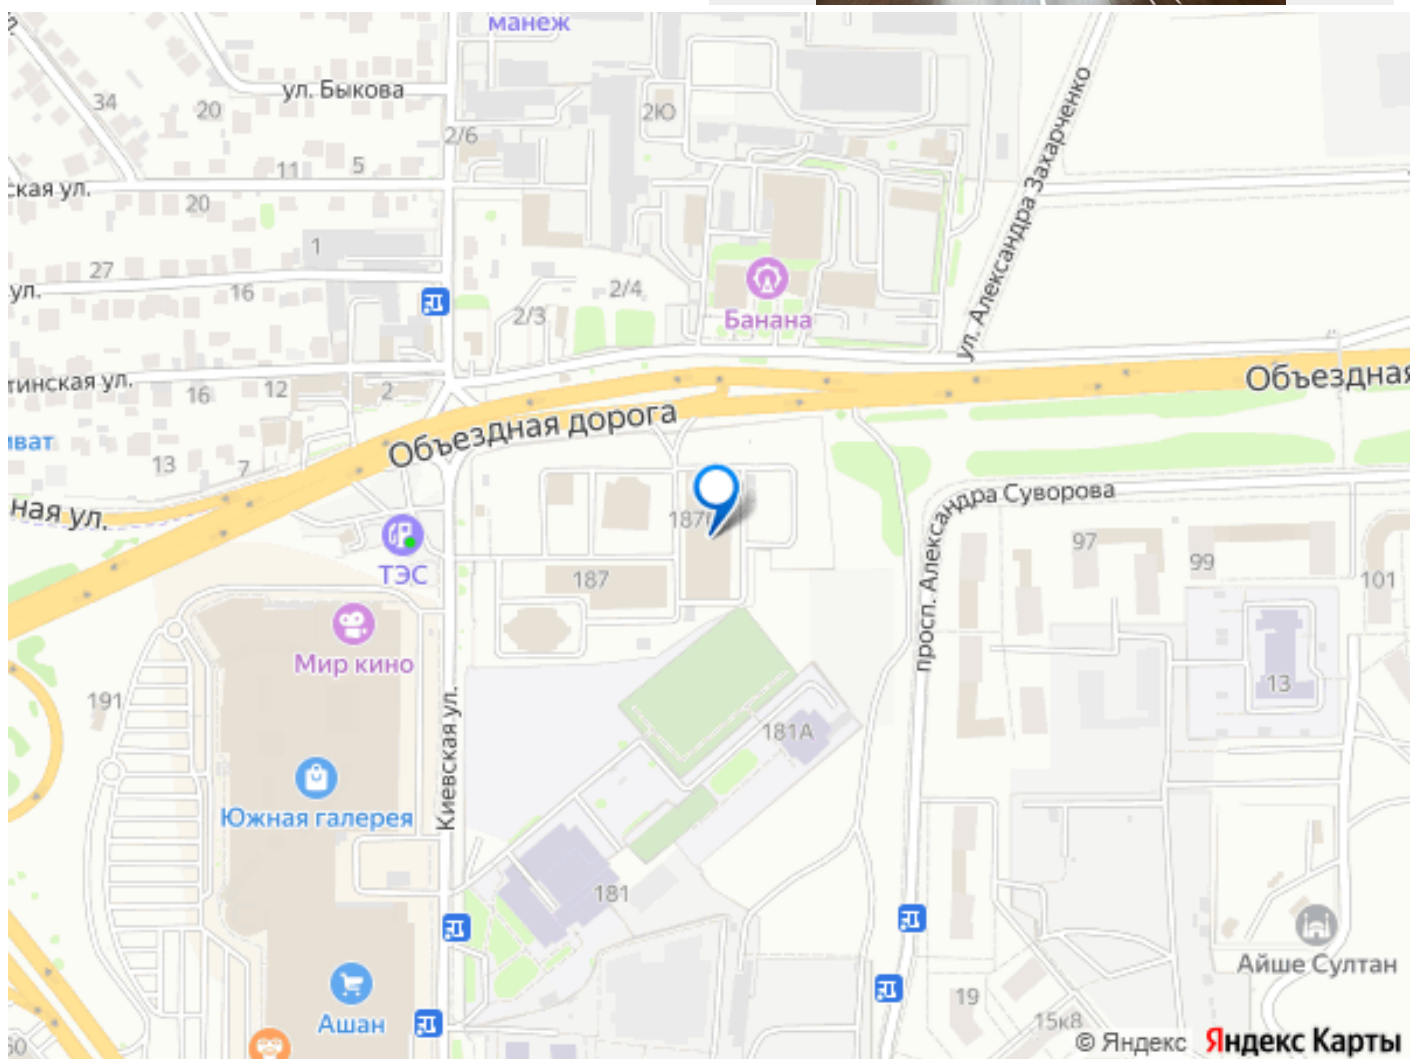 манеж
ул. Быкова
34
20
2/6
2Ю
ул. Александра Захарченко
11
5
ская ул.
20
1
27
ул.
16
2/4
2/3
Банана
тинская ул.
16
12
2
Объездная
Объездная дорога
иват
13
7
ная ул.
187
просп. Александра Суворова
97
99
101
ТЭС
187
Мир кино
191
13
181А
Киевская ул.
Южная галерея
181
Айше Султан
19
15к8
Ашан
© Яндекс Яндекс Карты